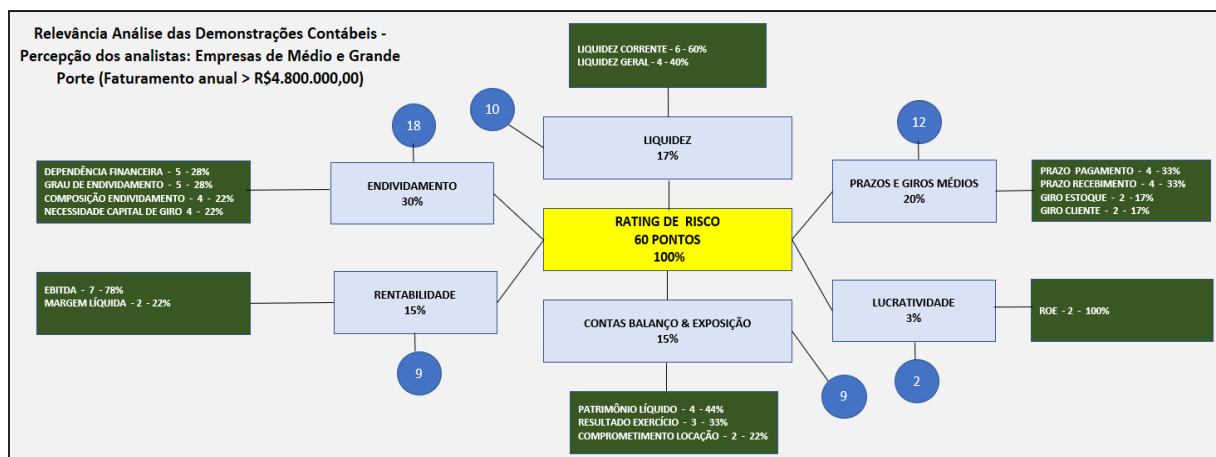 Relevância Análise das Demonstrações Contábeis -
Percepção dos analistas: Empresas de Médio e Grande
Porte (Faturamento anual > R$4.800.000,00)
LIQUIDEZ CORRENTE - 6 - 60%
LIQUIDEZ GERAL - 4 - 40%
10
LIQUIDEZ
17%
18
ENDIVIDAMENTO
30%
DEPENDÊNCIA FINANCEIRA - 5 - 28%
GRAU DE ENDIVIDAMENTO - 5 - 28%
COMPOSIÇÃO ENDIVIDAMENTO - 4 - 22%
NECESSIDADE CAPITAL DE GIRO 4 - 22%
12
PRAZOS E GIROS MÉDIOS
20%
PRAZO PAGAMENTO - 4 - 33%
PRAZO RECEBIMENTO - 4 - 33%
GIRO ESTOQUE - 2 - 17%
GIRO CLIENTE - 2 - 17%
RATING DE RISCO
60 PONTOS
100%
EBITDA - 7 - 78%
MARGEM LÍQUIDA - 2 - 22%
RENTABILIDADE
15%
9
CONTAS BALANÇO & EXPOSIÇÃO
15%
9
LUCRATIVIDADE
3%
2
ROE - 2 - 100%
PATRIMÔNIO LÍQUIDO - 4 - 44%
RESULTADO EXERCÍCIO - 3 - 33%
COMPROMETIMENTO LOCAÇÃO - 2 - 22%